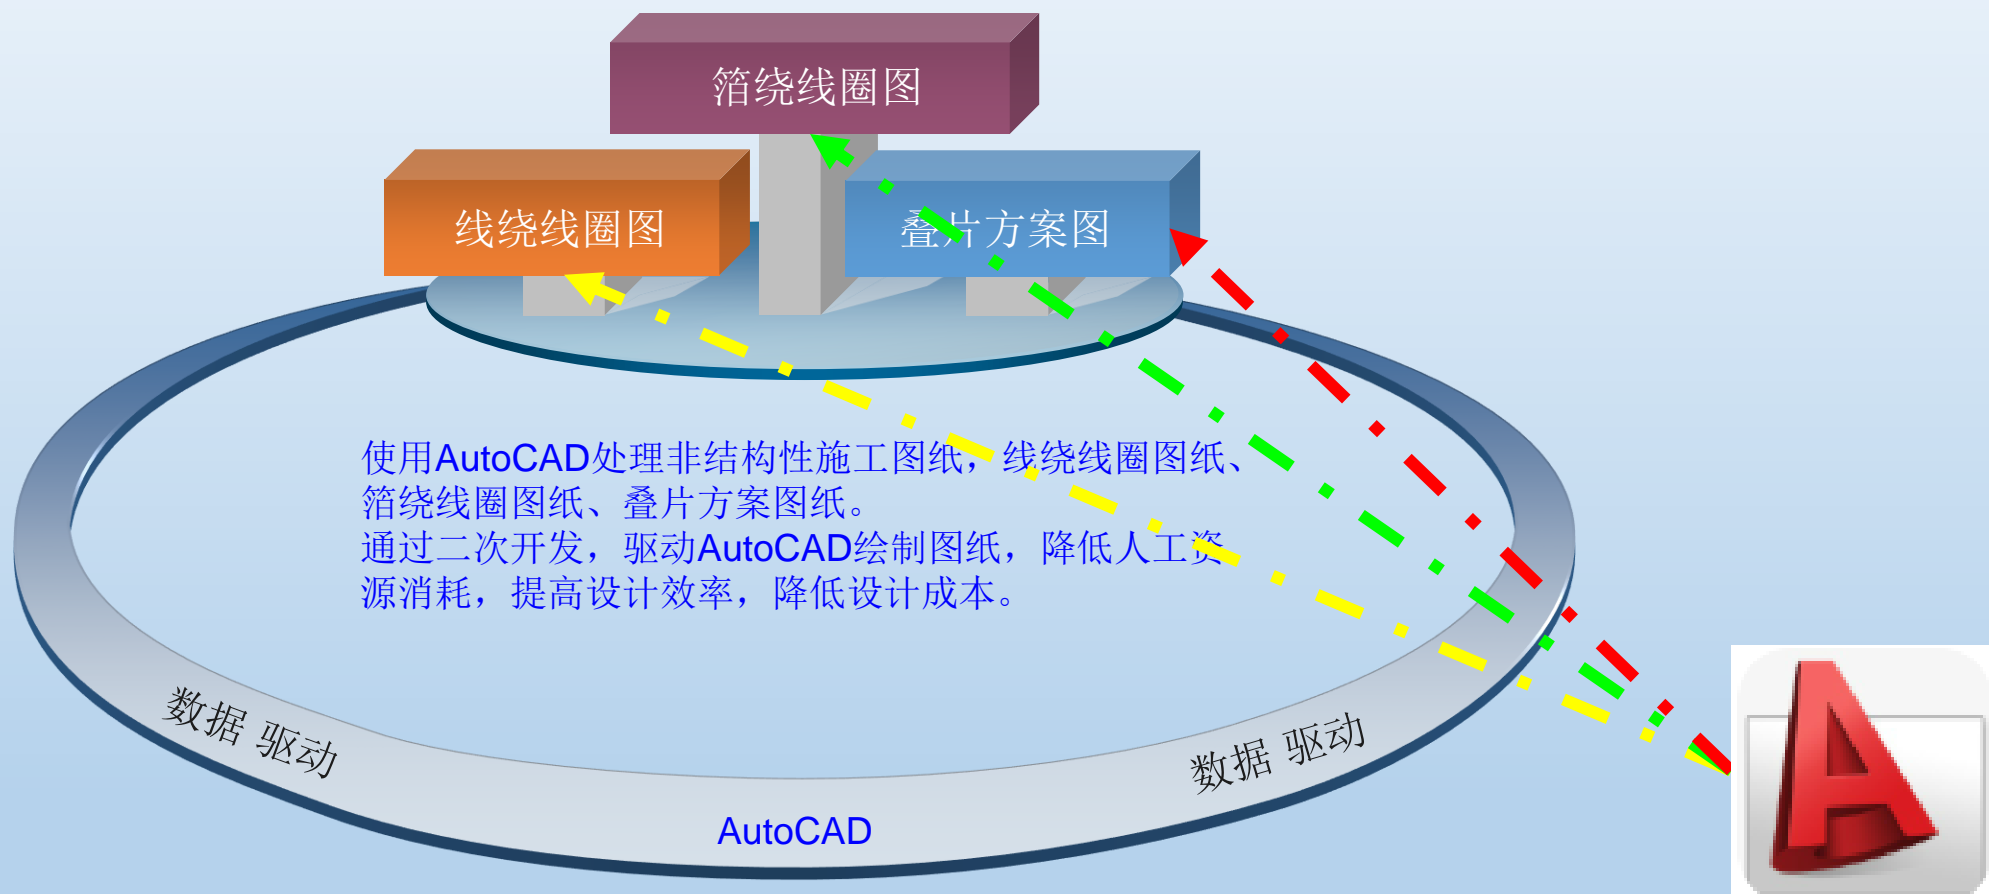 箔绕线圈图
线绕线圈图
叠片方案图
使用AutoCAD处理非结构性施工图纸，线绕线圈图纸、
箔绕线圈图纸、叠片方案图纸。
通过二次开发，驱动AutoCAD绘制图纸，降低人工资
源消耗，提高设计效率，降低设计成本。
数据 驱动
数据 驱动
AutoCAD